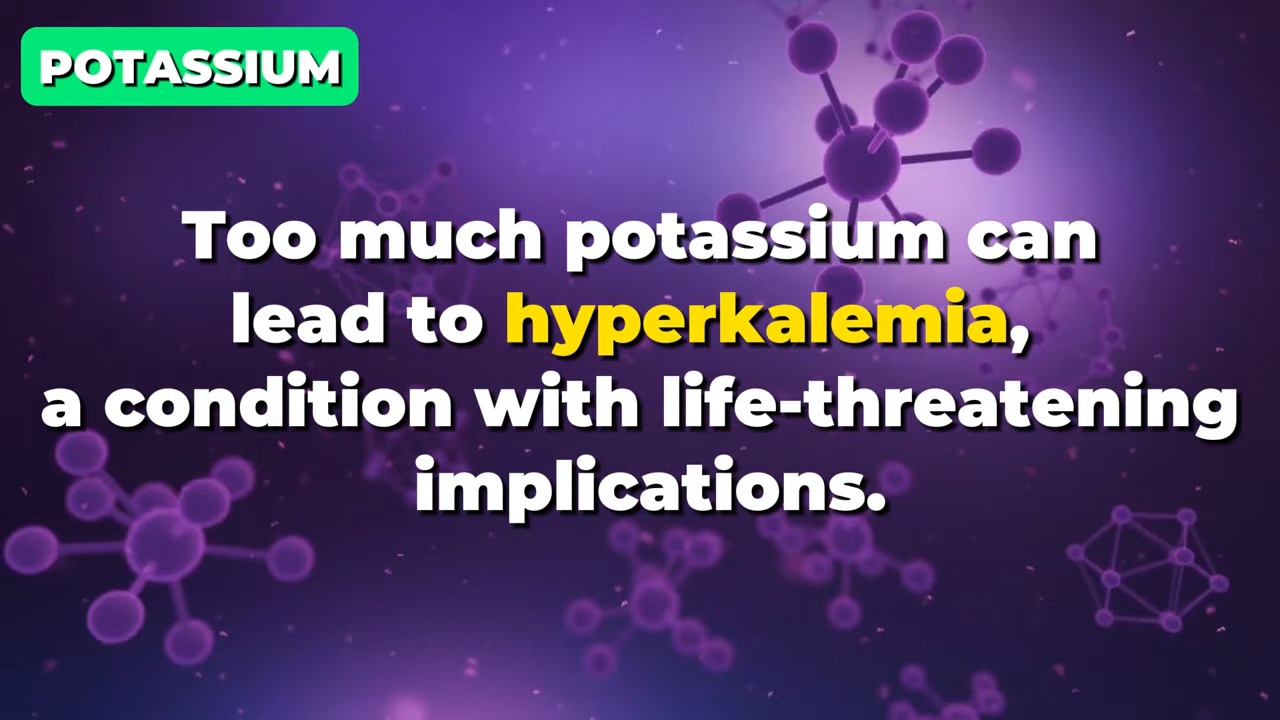 POTASSIUM
Too much potassium can
lead to hyperkalemia,
a condition with life-threatening
implications.